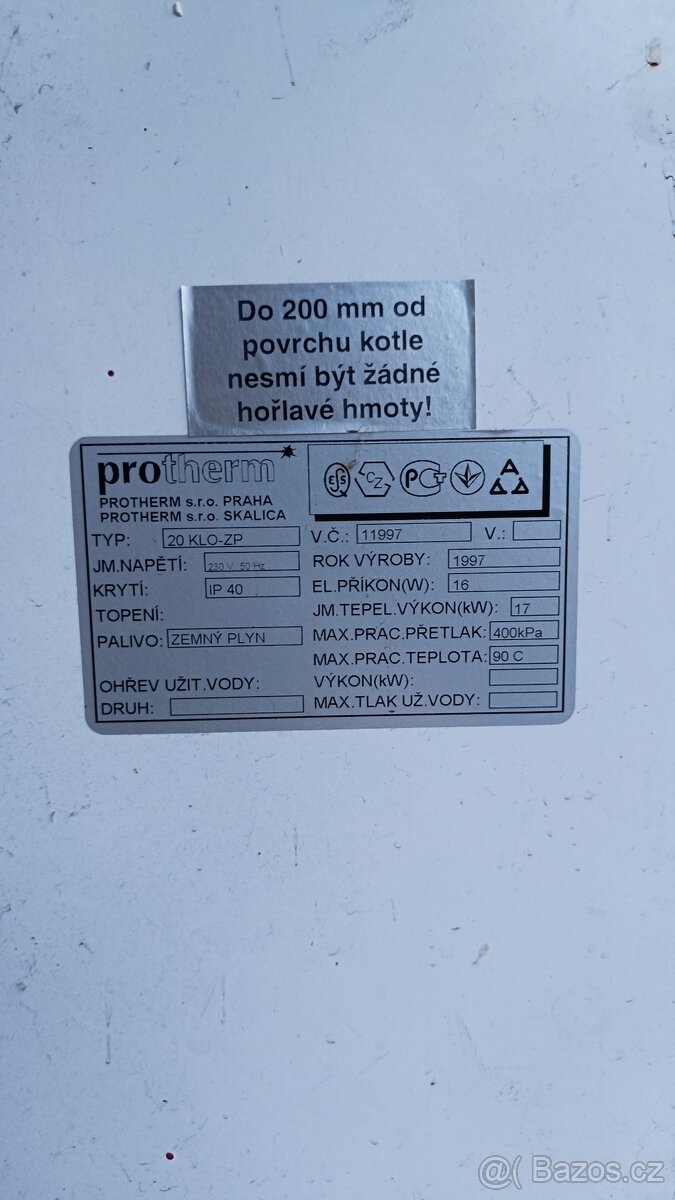 Do 200 mm od
povrchu kotle
nesmí být žádné
hořlavé hmoty!
protherm
PROTHERM s.r.o. PRAHA
PROTHERM s.r.o. SKALICA
TYP: 20 KLO-ZP
JM.NAPĚTÍ: 230 V 50 Hz
KRYTÍ: IP 40
TOPENÍ:
PALIVO: ZEMNÝ PLYN
OHŘEV UŽIT.VODY:
DRUH:
CZ
V.Č.: 11997 V.:
ROK VÝROBY: 1997
EL.PŘÍKON(W): 16
JM.TEPEL.VÝKON(kW): 17
MAX.PRAC.PŘETLAK: 400kPa
MAX.PRAC.TEPLOTA: 90 C
VÝKON(kW):
MAX.TLAK UŽ.VODY:
@ Bazos.cz